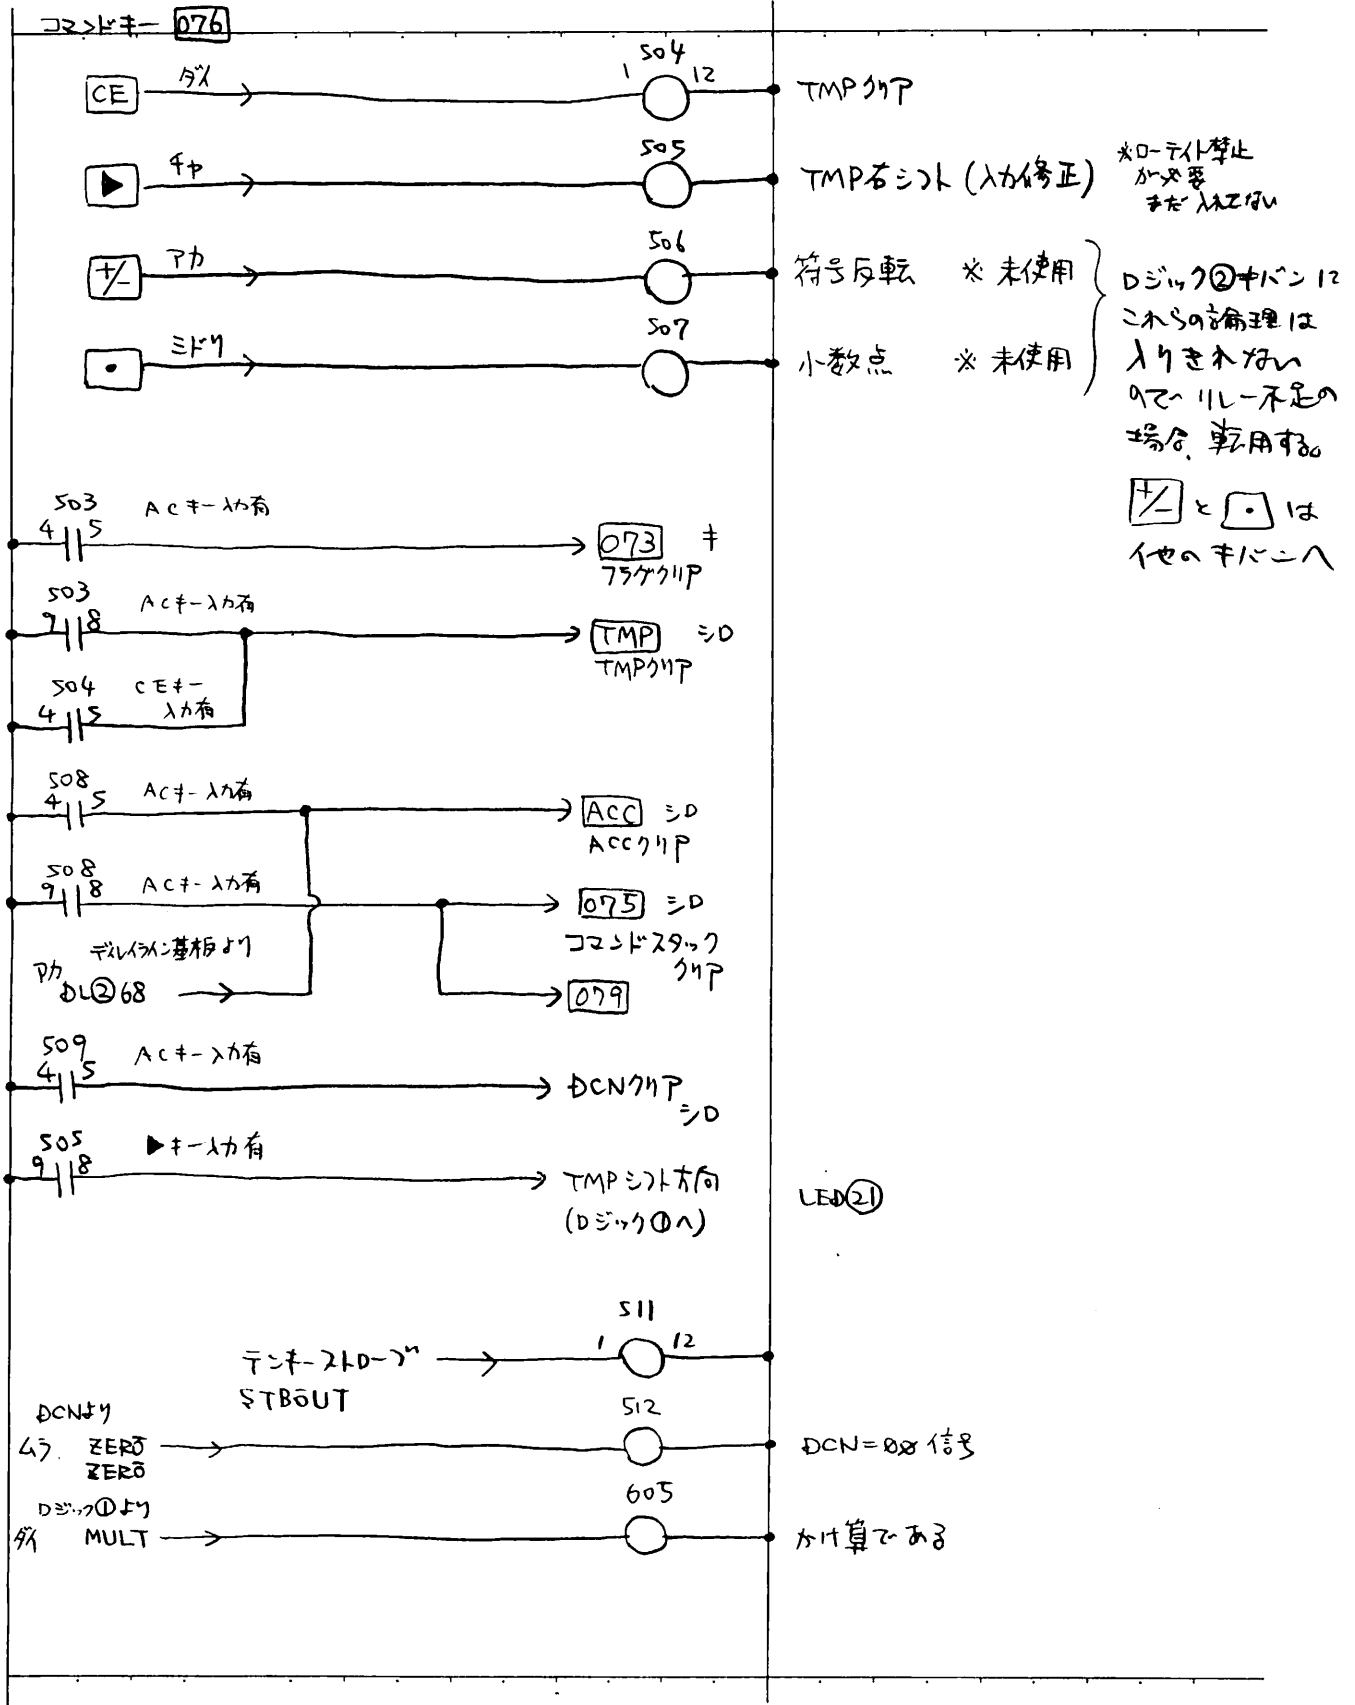 コマンドキー 076
504
CE ダイ 1 12 TMPクリア
505
▶ チャ TMP右シフト(入力修正)
※ローテイト禁止
が必要
まだ入れてない
506
+/- アカ 符号反転 ※未使用
507
・ ミドリ 小数点 ※未使用
ロジック②キバンに
これらの論理は
入りきれない
ので、リレー不足の
場合、転用する。
+/- と ・ は
他のキバンへ
503
4 5 ACキー入力有 073 キ
フラグクリア
503
9 8 ACキー入力有 TMP シロ
TMPクリア
504 CEキー
4 5 入力有
508
4 5 ACキー入力有 ACC シロ
ACCクリア
508
9 8 ACキー入力有 075 シロ
コマンドスタック
クリア
ディレイライン基板より
アカ DL②68 079
509
4 5 ACキー入力有 DCNクリア
シロ
505
9 8 ▶キー入力有 TMPシフト方向
(ロジック①へ)
LED㉑
511
テンキーストローブ 1 12
STBOUT
DCNより 512
ムラ. ZERO DCN=00信号
ZERO
ロジック①より 605
ダイ MULT かけ算である